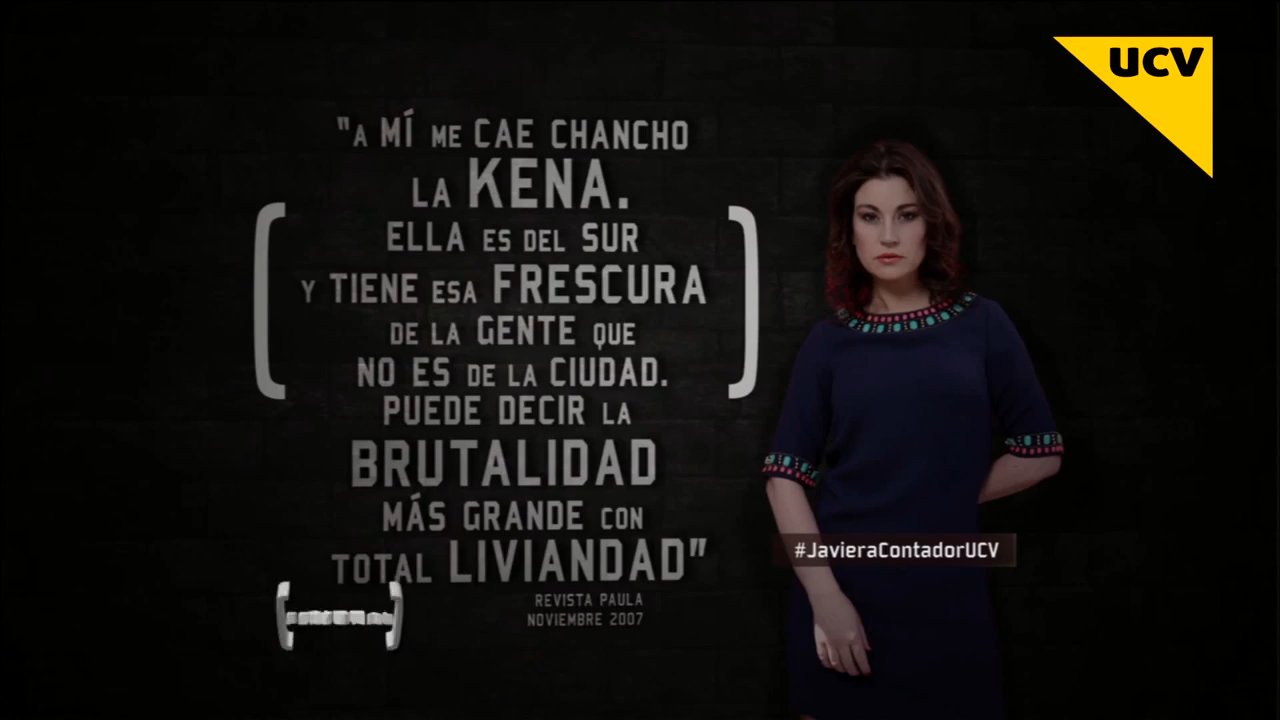 UCV
"A MÍ ME CAE CHANCHO
LA KENA.
ELLA ES DEL SUR
Y TIENE ESA FRESCURA
DE LA GENTE QUE
NO ES DE LA CIUDAD.
PUEDE DECIR LA
BRUTALIDAD
MÁS GRANDE CON
TOTAL LIVIANDAD"
REVISTA PAULA
NOVIEMBRE 2007
#JavieraContadorUCV